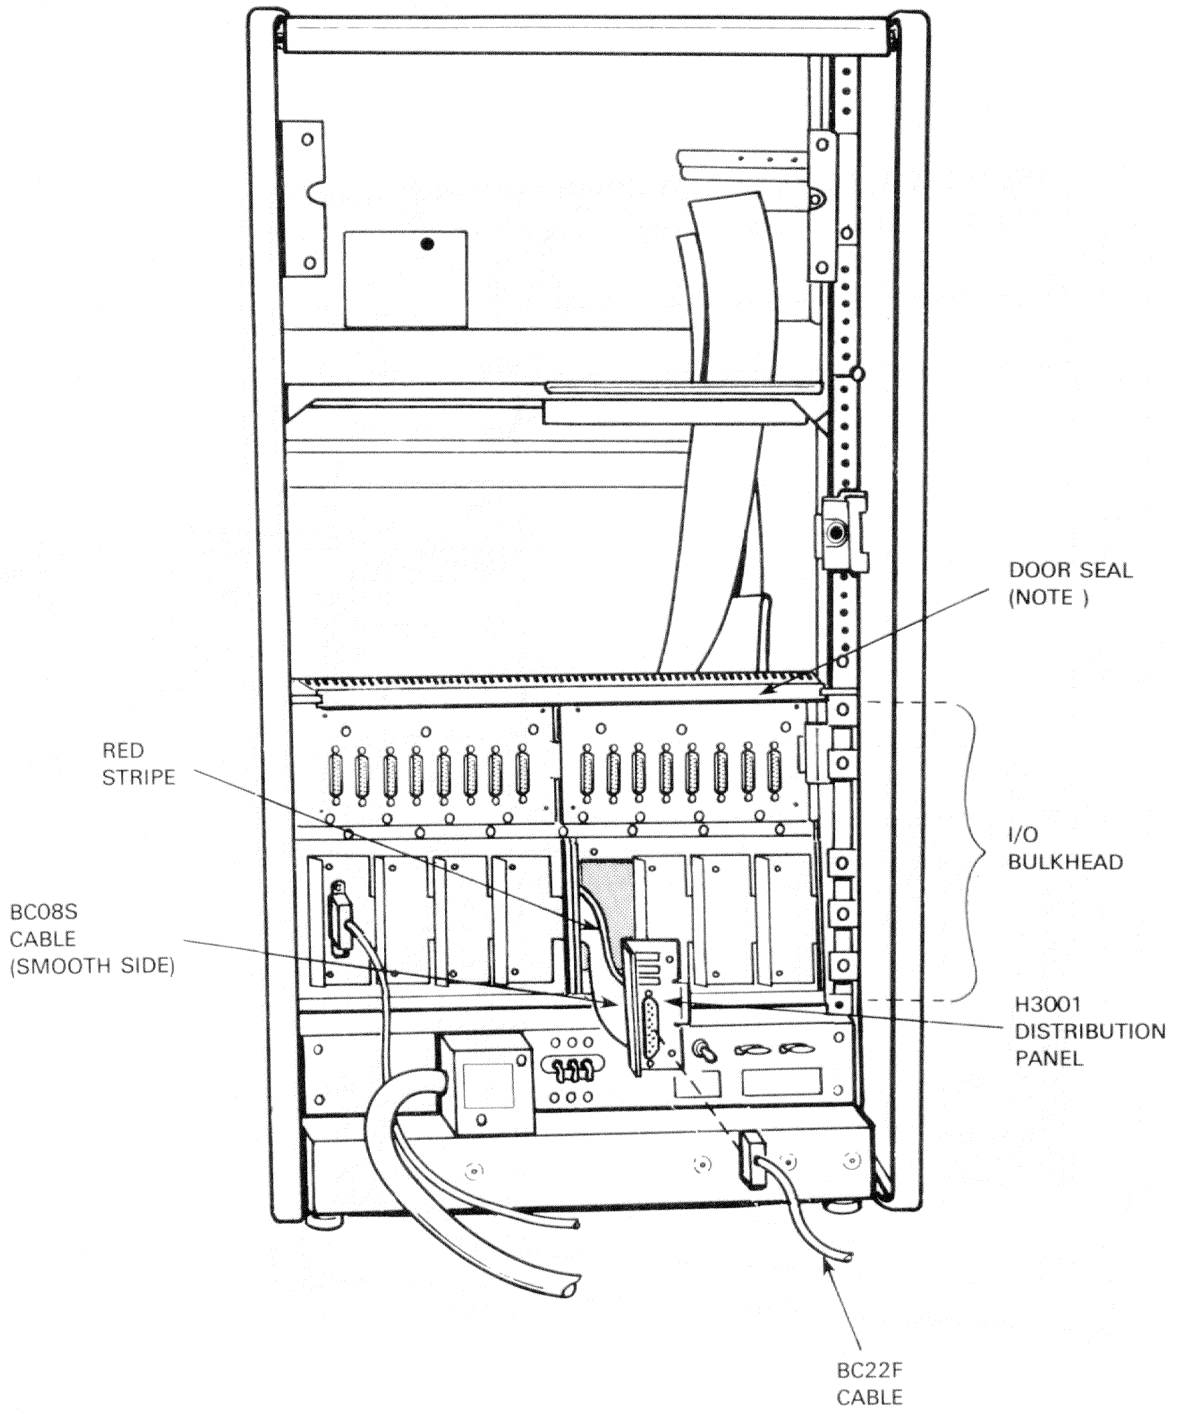 DOOR SEAL
(NOTE )
RED
STRIPE
I/O
BULKHEAD
BC08S
CABLE
(SMOOTH SIDE)
H3001
DISTRIBUTION
PANEL
BC22F
CABLE